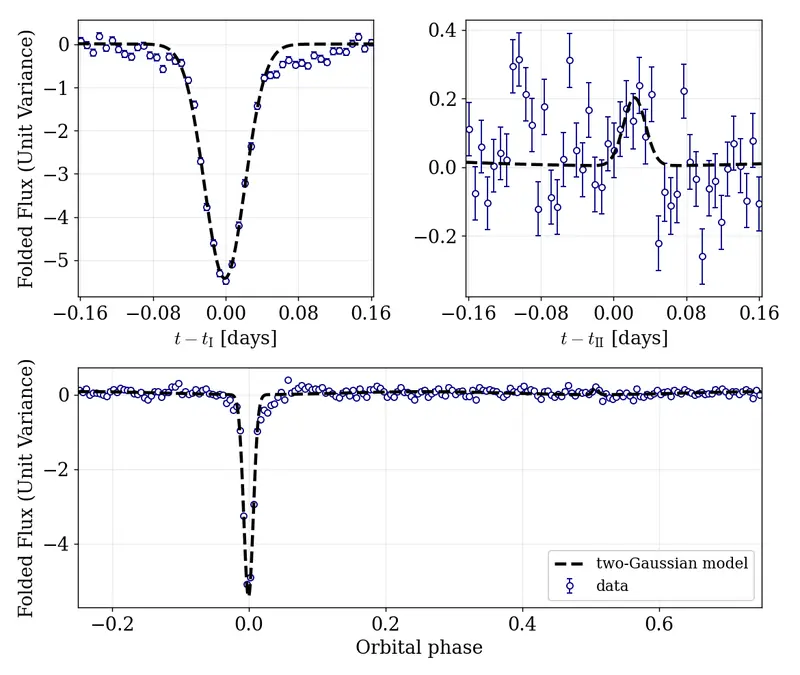 Folded Flux (Unit Variance)
0
−1
−2
−3
−4
−5
−0.16 −0.08 0.00 0.08 0.16
t − tI [days]
0.4
0.2
0.0
−0.2
−0.16 −0.08 0.00 0.08 0.16
t − tII [days]
Folded Flux (Unit Variance)
0
−2
−4
two-Gaussian model
data
−0.2 0.0 0.2 0.4 0.6
Orbital phase